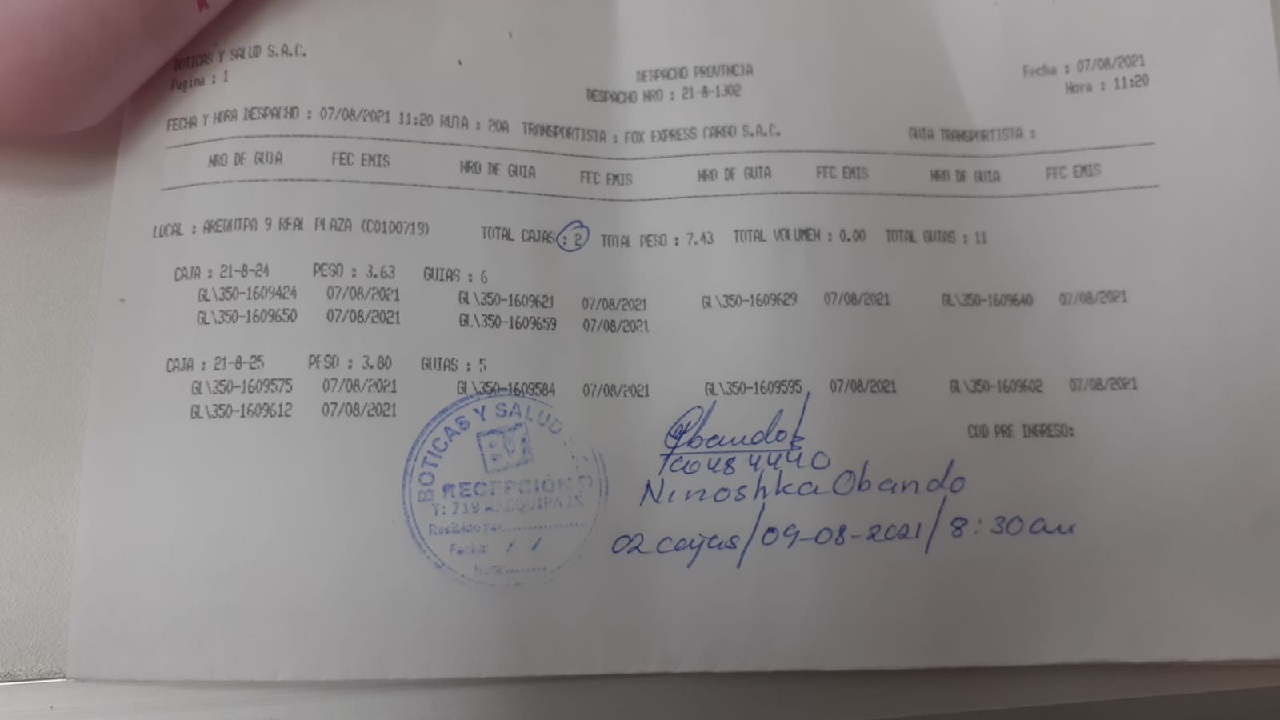 BOTICAS Y SALUD S.A.C.
Pagina : 1
DESPACHO PROVINCIA
DESPACHO NRO : 21-8-1302
Fecha : 07/08/2021
Hora : 11:20
FECHA Y HORA DESPACHO : 07/08/2021 11:20 RUTA : 20A TRANSPORTISTA : FOX EXPRESS CARGO S.A.C. GUIA TRANSPORTISTA :
NRO DE GUIA FEC EMIS NRO DE GUIA FEC EMIS NRO DE GUIA FEC EMIS NRO DE GUIA FEC EMIS
LOCAL : AREQUIPA 9 REAL PLAZA (C0100719) TOTAL CAJAS : 2 TOTAL PESO : 7.43 TOTAL VOLUMEN : 0.00 TOTAL GUIAS : 11
CAJA : 21-8-24 PESO : 3.63 GUIAS : 6
GL\350-1609424 07/08/2021 GL\350-1609621 07/08/2021 GL\350-1609629 07/08/2021 GL\350-1609640 07/08/2021
GL\350-1609650 07/08/2021 GL\350-1609659 07/08/2021
CAJA : 21-8-25 PESO : 3.80 GUIAS : 5
GL\350-1609575 07/08/2021 GL\350-1609584 07/08/2021 GL\350-1609595 07/08/2021 GL\350-1609602 07/08/2021
GL\350-1609612 07/08/2021
COD PRE INGRESO:
BOTICAS Y SALUD
RECEPCIÓN
T: 719 AREQUIPA
Recibido por:
Fecha: / /
Obando
Ninoshka Obando
02 cajas/09-08-2021/8:30am